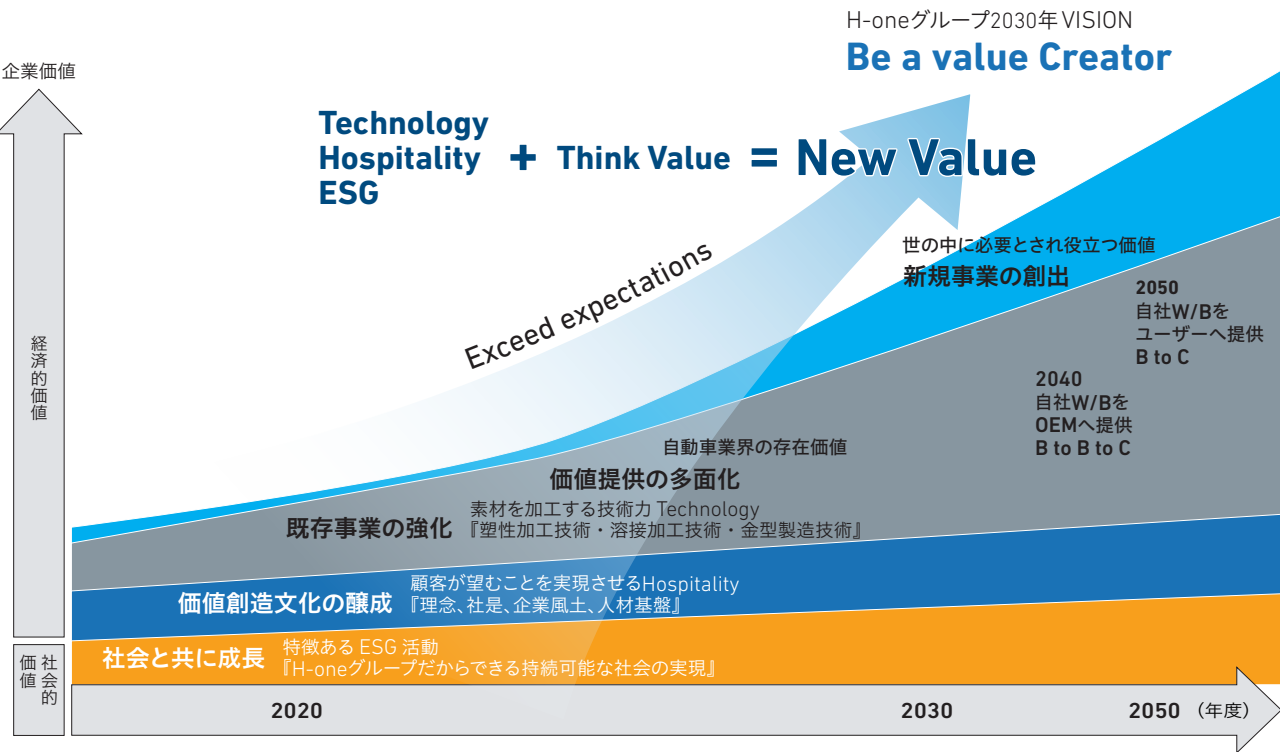 H-oneグループ2030年 VISION
Be a value Creator
企業価値
Technology
Hospitality
ESG
+ Think Value = New Value
Exceed expectations
世の中に必要とされ役立つ価値
新規事業の創出
2050
自社W/Bを
ユーザーへ提供
B to C
2040
自社W/Bを
OEMへ提供
B to B to C
経済的価値
自動車業界の存在価値
価値提供の多面化
既存事業の強化
素材を加工する技術力 Technology
『塑性加工技術・溶接加工技術・金型製造技術』
価値創造文化の醸成
顧客が望むことを実現させるHospitality
『理念、社是、企業風土、人材基盤』
社会と共に成長
特徴ある ESG 活動
『H-oneグループだからできる持続可能な社会の実現』
社会的
価値
2020
2030
2050 (年度)